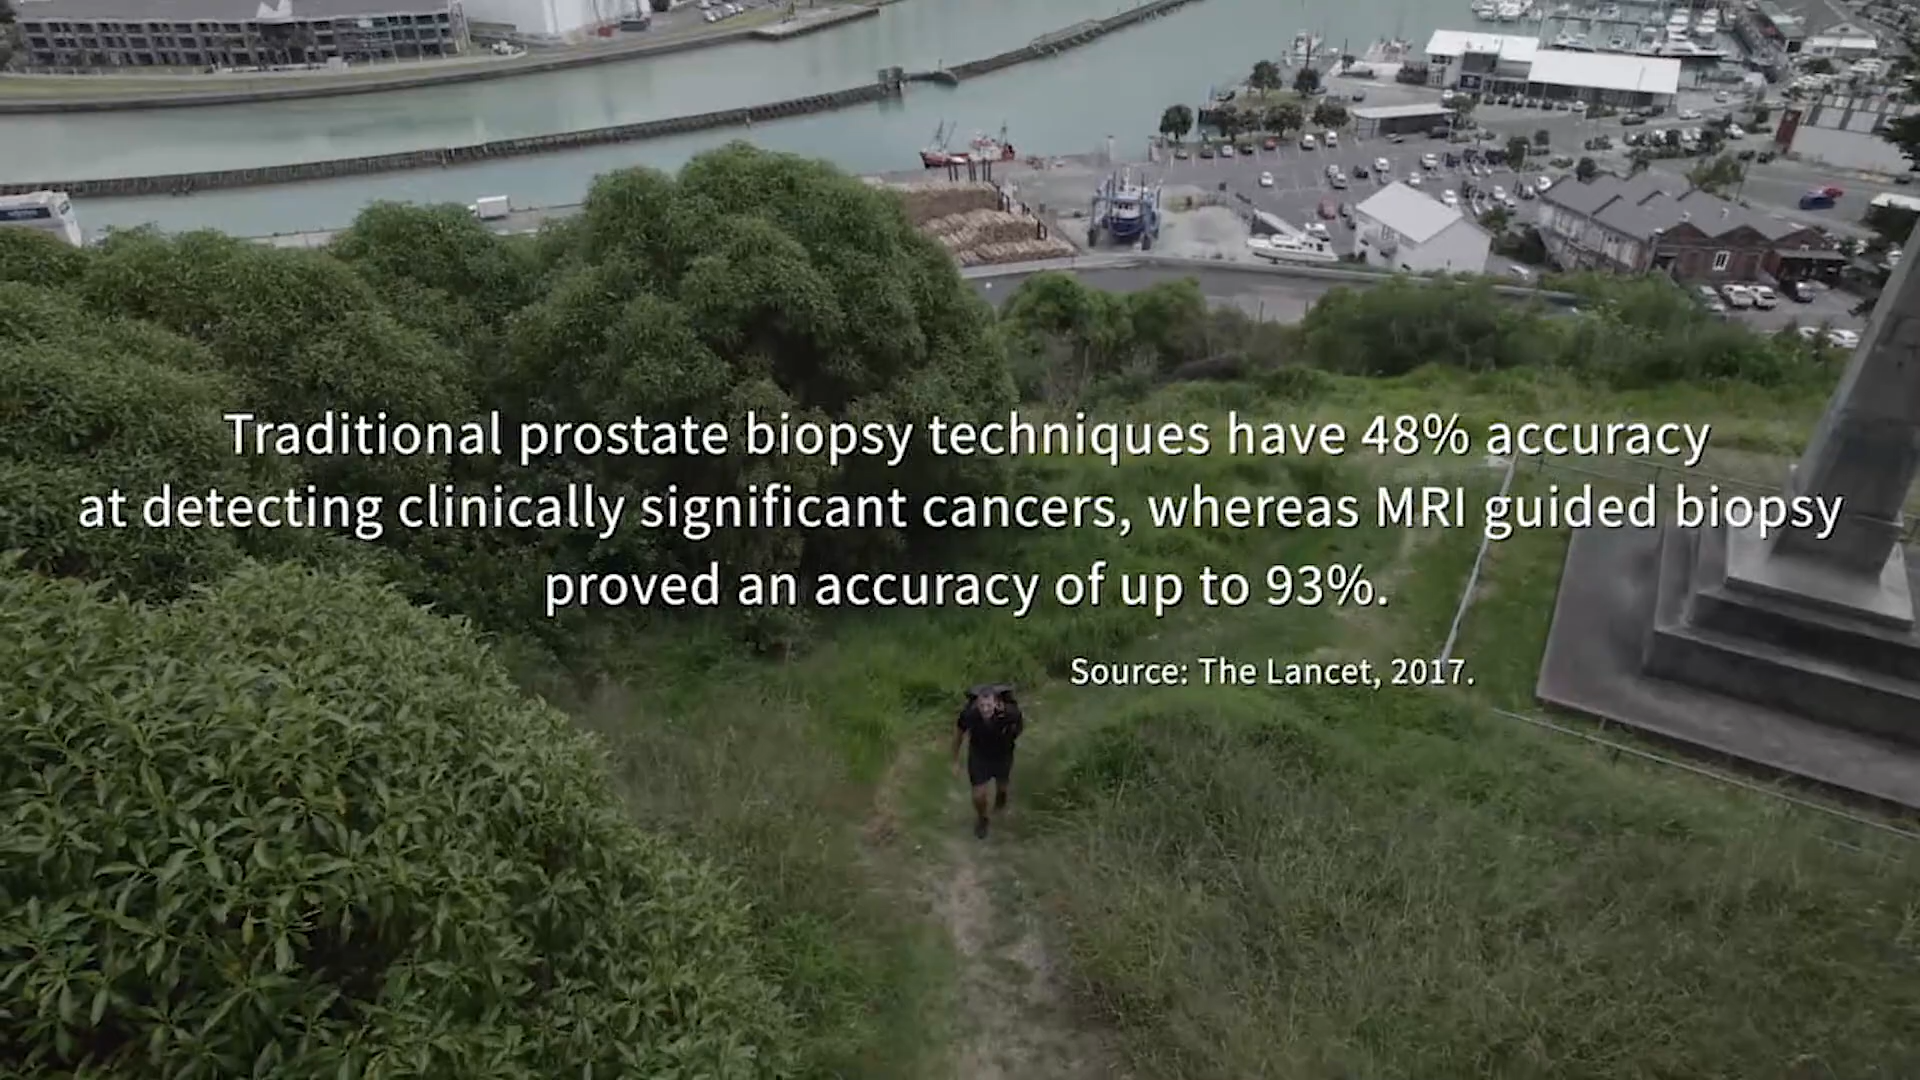 Traditional prostate biopsy techniques have 48% accuracy
at detecting clinically significant cancers, whereas MRI guided biopsy
proved an accuracy of up to 93%.
Source: The Lancet, 2017.